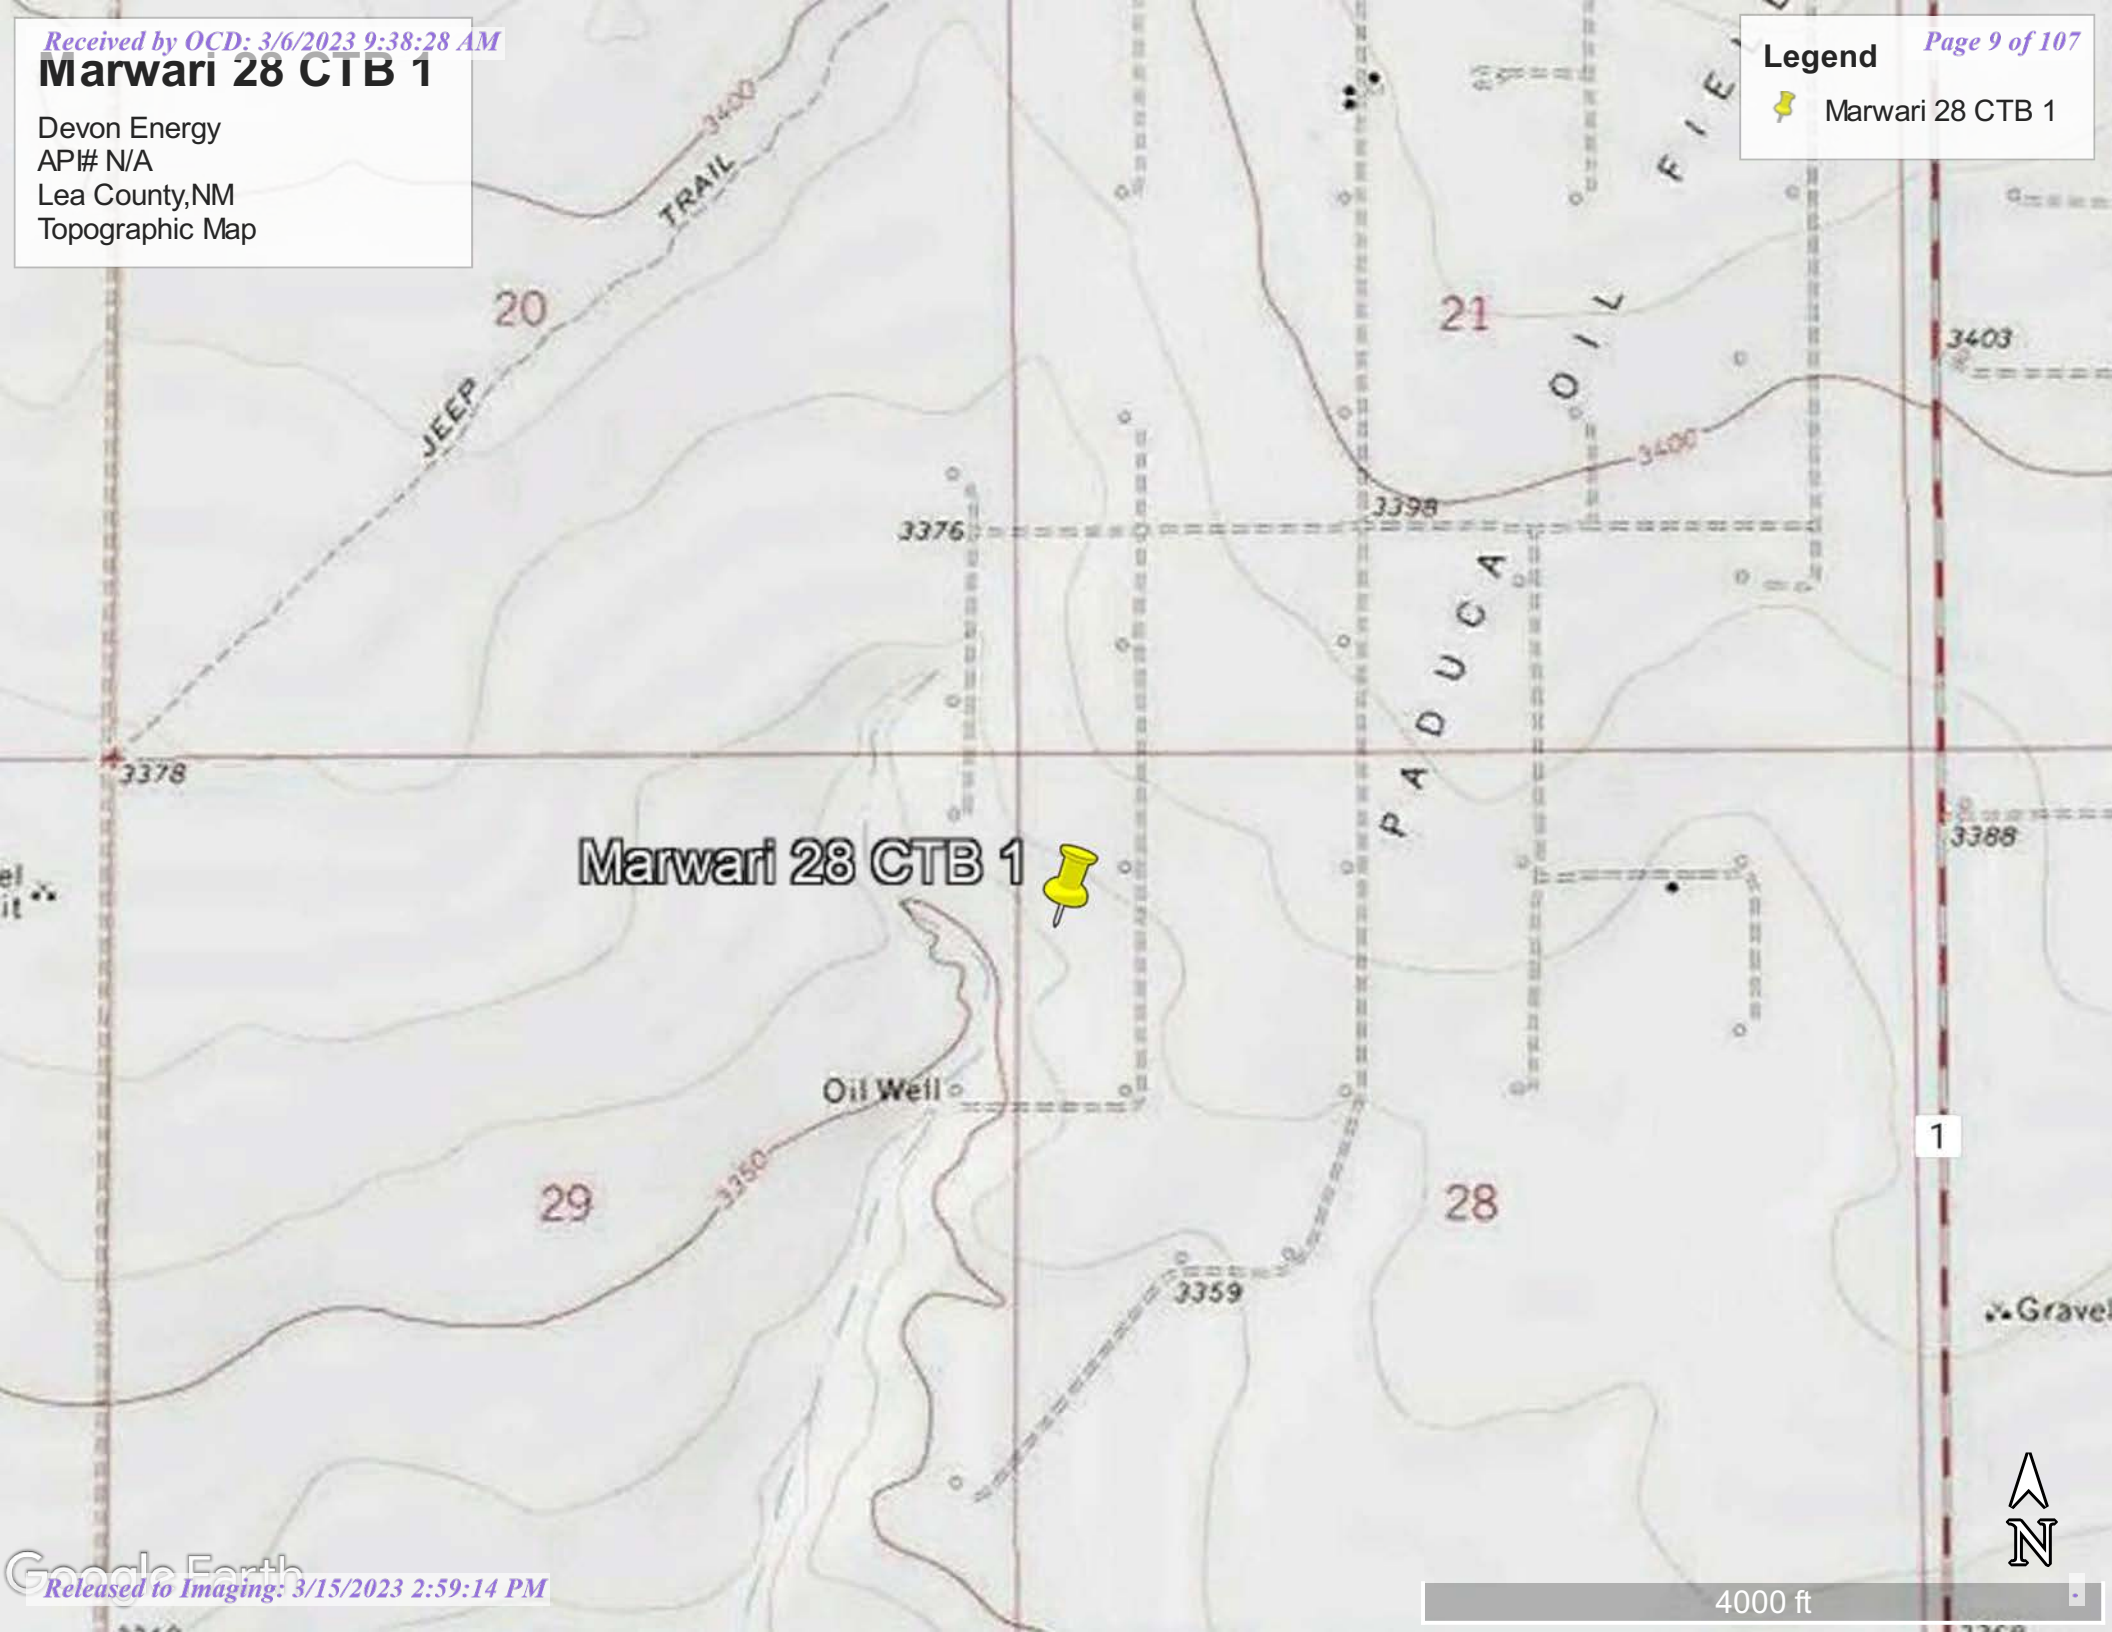 Received by OCD: 3/6/2023 9:38:28 AM
Page 9 of 107
Marwari 28 CTB 1
Devon Energy
API# N/A
Lea County,NM
Topographic Map
Legend
Marwari 28 CTB 1
3400
TRAIL
JEEP
20
21
OIL
3403
3400
3398
3376
PADUCA
3378
3388
Marwari 28 CTB 1
Oil Well
1
3350
29
28
3359
Gravel
N
Google Earth
Released to Imaging: 3/15/2023 2:59:14 PM
4000 ft